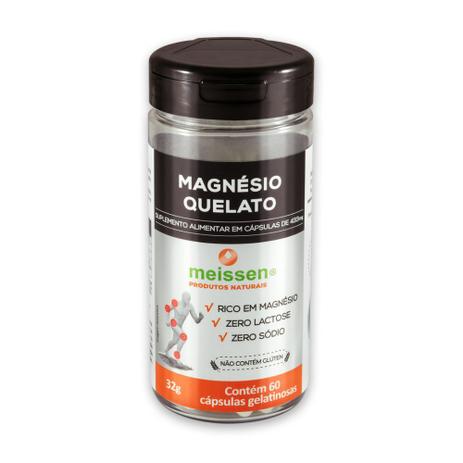 MAGNÉSIO
QUELATO
SUPLEMENTO ALIMENTAR EM CÁPSULAS DE 400mg
meissen®
PRODUTOS NATURAIS
RICO EM MAGNÉSIO
ZERO LACTOSE
ZERO SÓDIO
NÃO CONTÉM GLÚTEN
32g
Contém 60
cápsulas gelatinosas